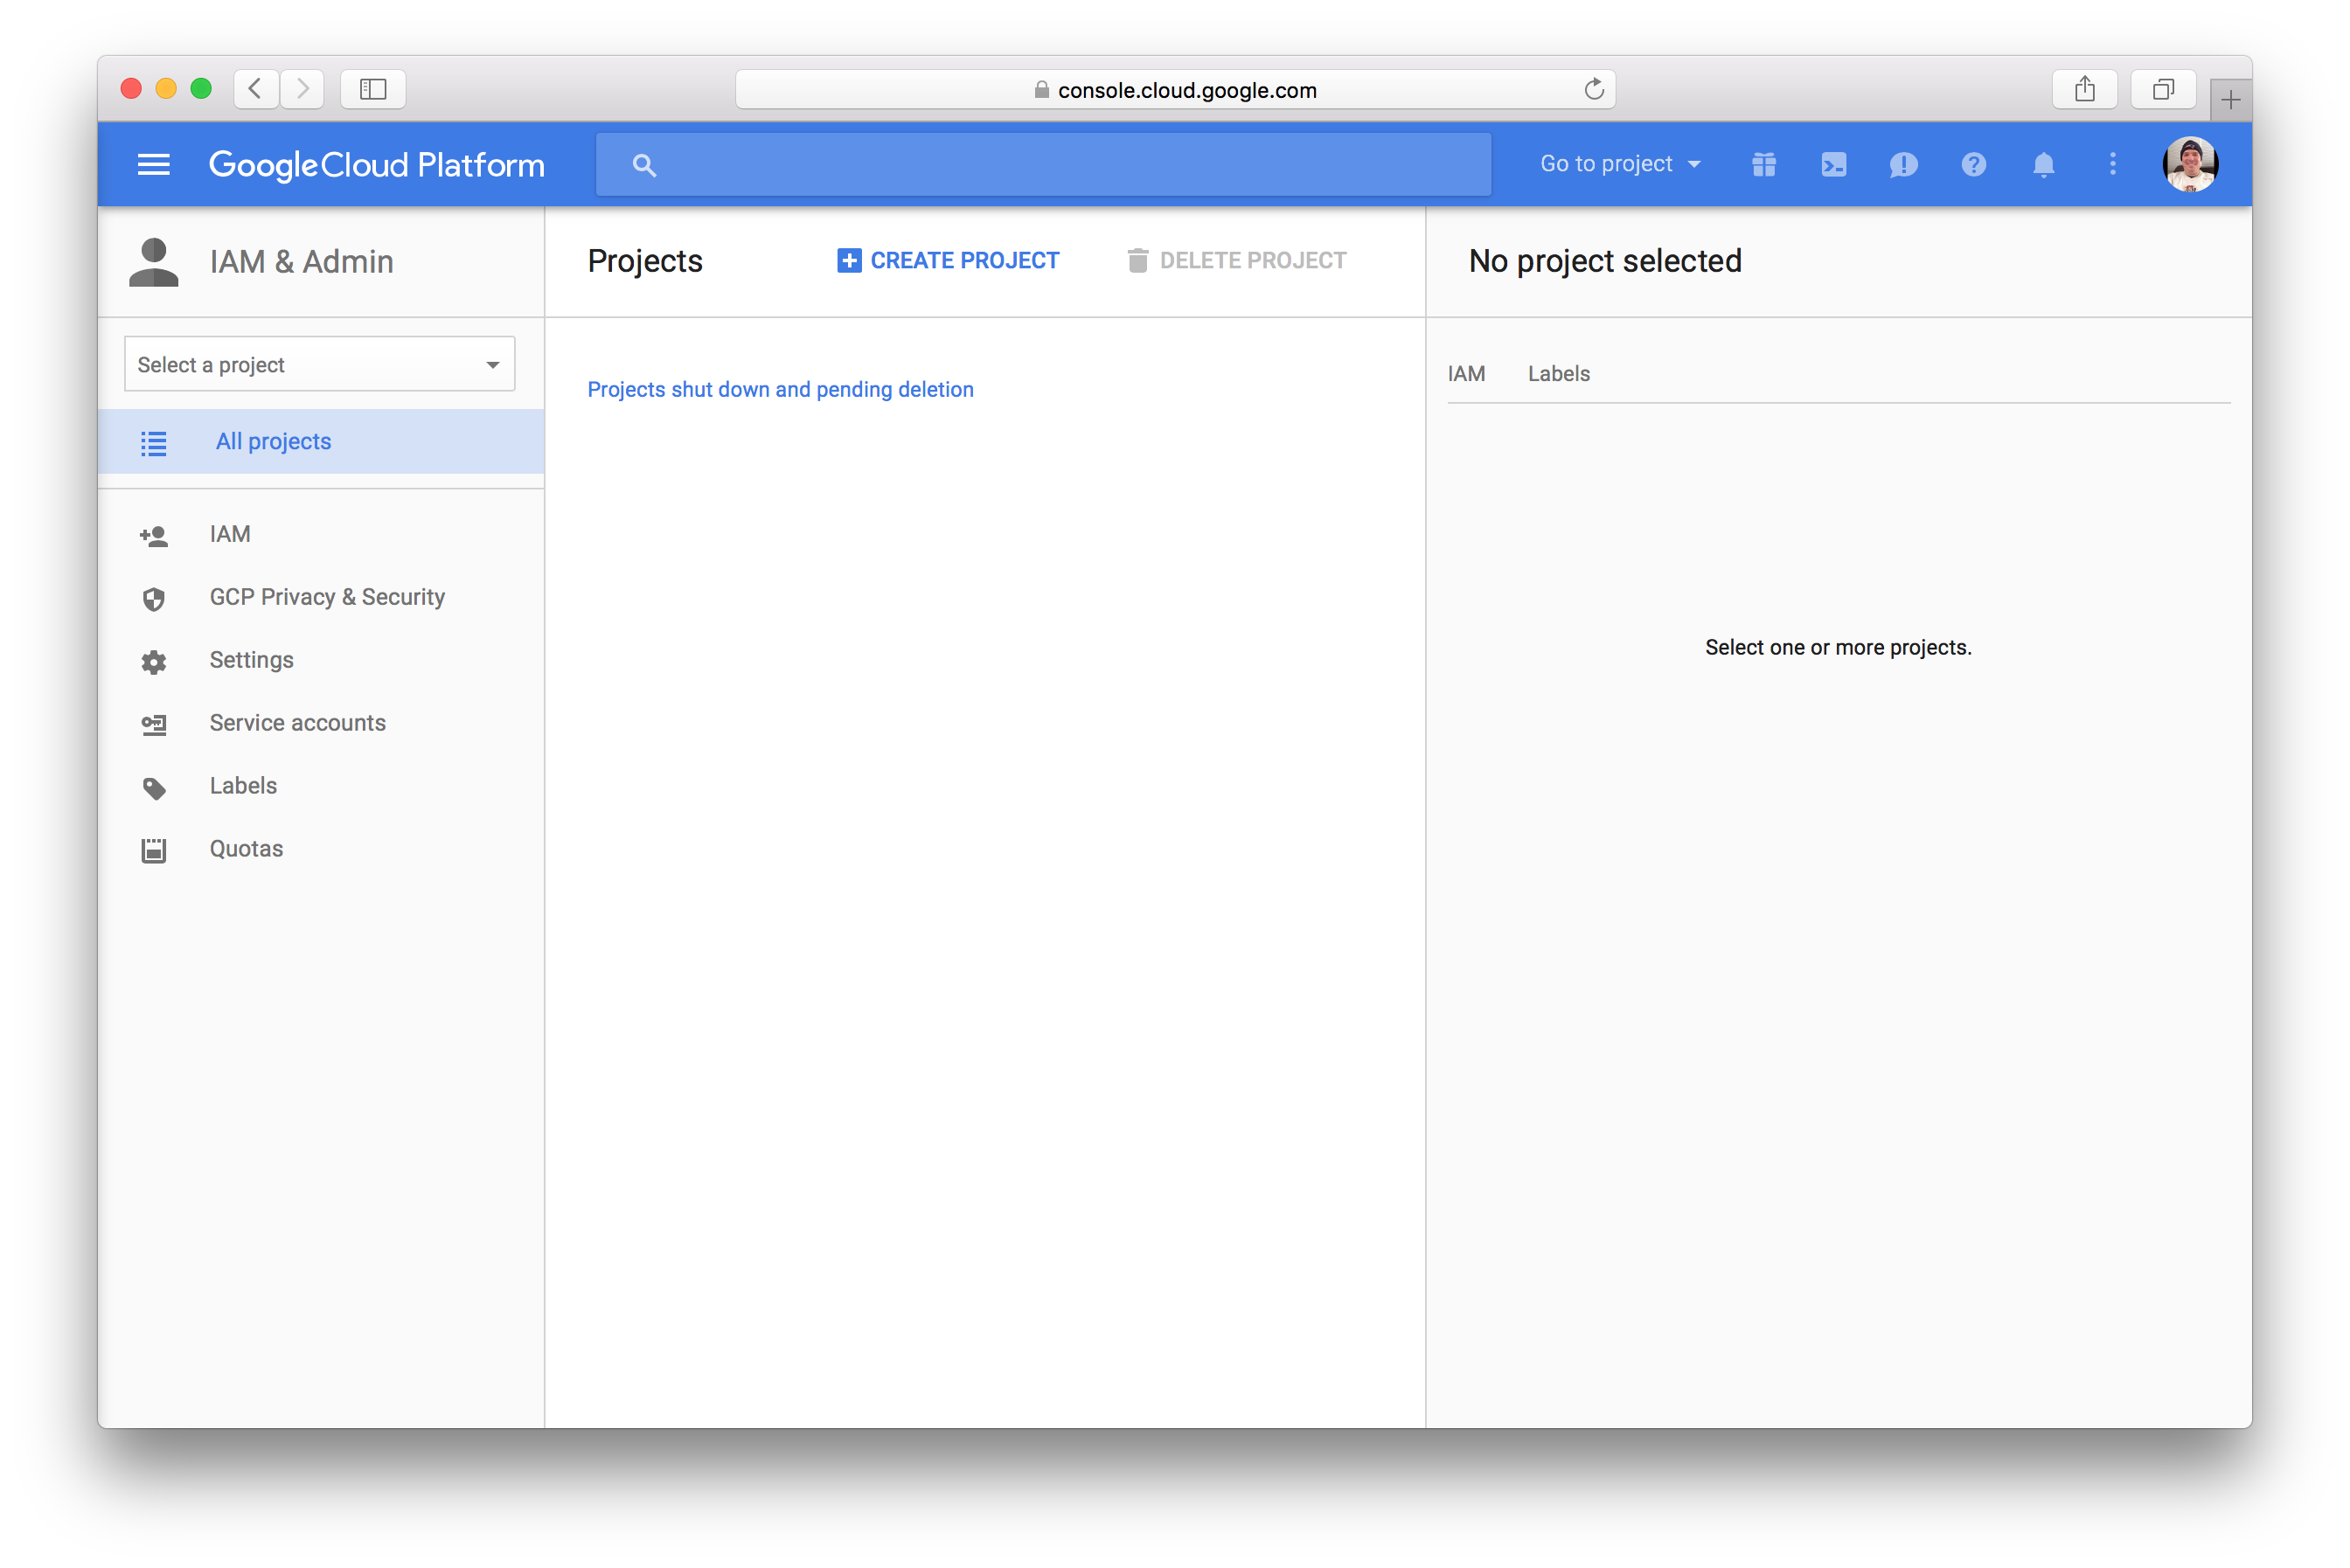 console.cloud.google.com
Google Cloud Platform
Go to project
IAM & Admin
Projects
CREATE PROJECT
DELETE PROJECT
No project selected
Select a project
All projects
IAM
GCP Privacy & Security
Settings
Service accounts
Labels
Quotas
Projects shut down and pending deletion
IAM Labels
Select one or more projects.